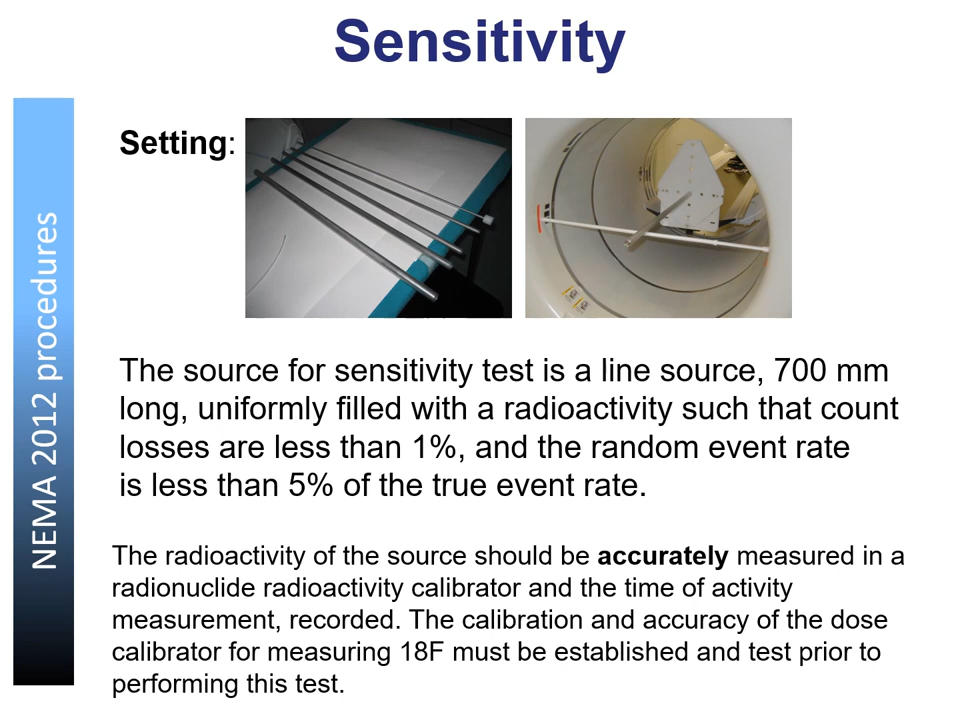 Sensitivity
NEMA 2012 procedures
Setting:
The source for sensitivity test is a line source, 700 mm
long, uniformly filled with a radioactivity such that count
losses are less than 1%, and the random event rate
is less than 5% of the true event rate.
The radioactivity of the source should be accurately measured in a
radionuclide radioactivity calibrator and the time of activity
measurement, recorded. The calibration and accuracy of the dose
calibrator for measuring 18F must be established and test prior to
performing this test.